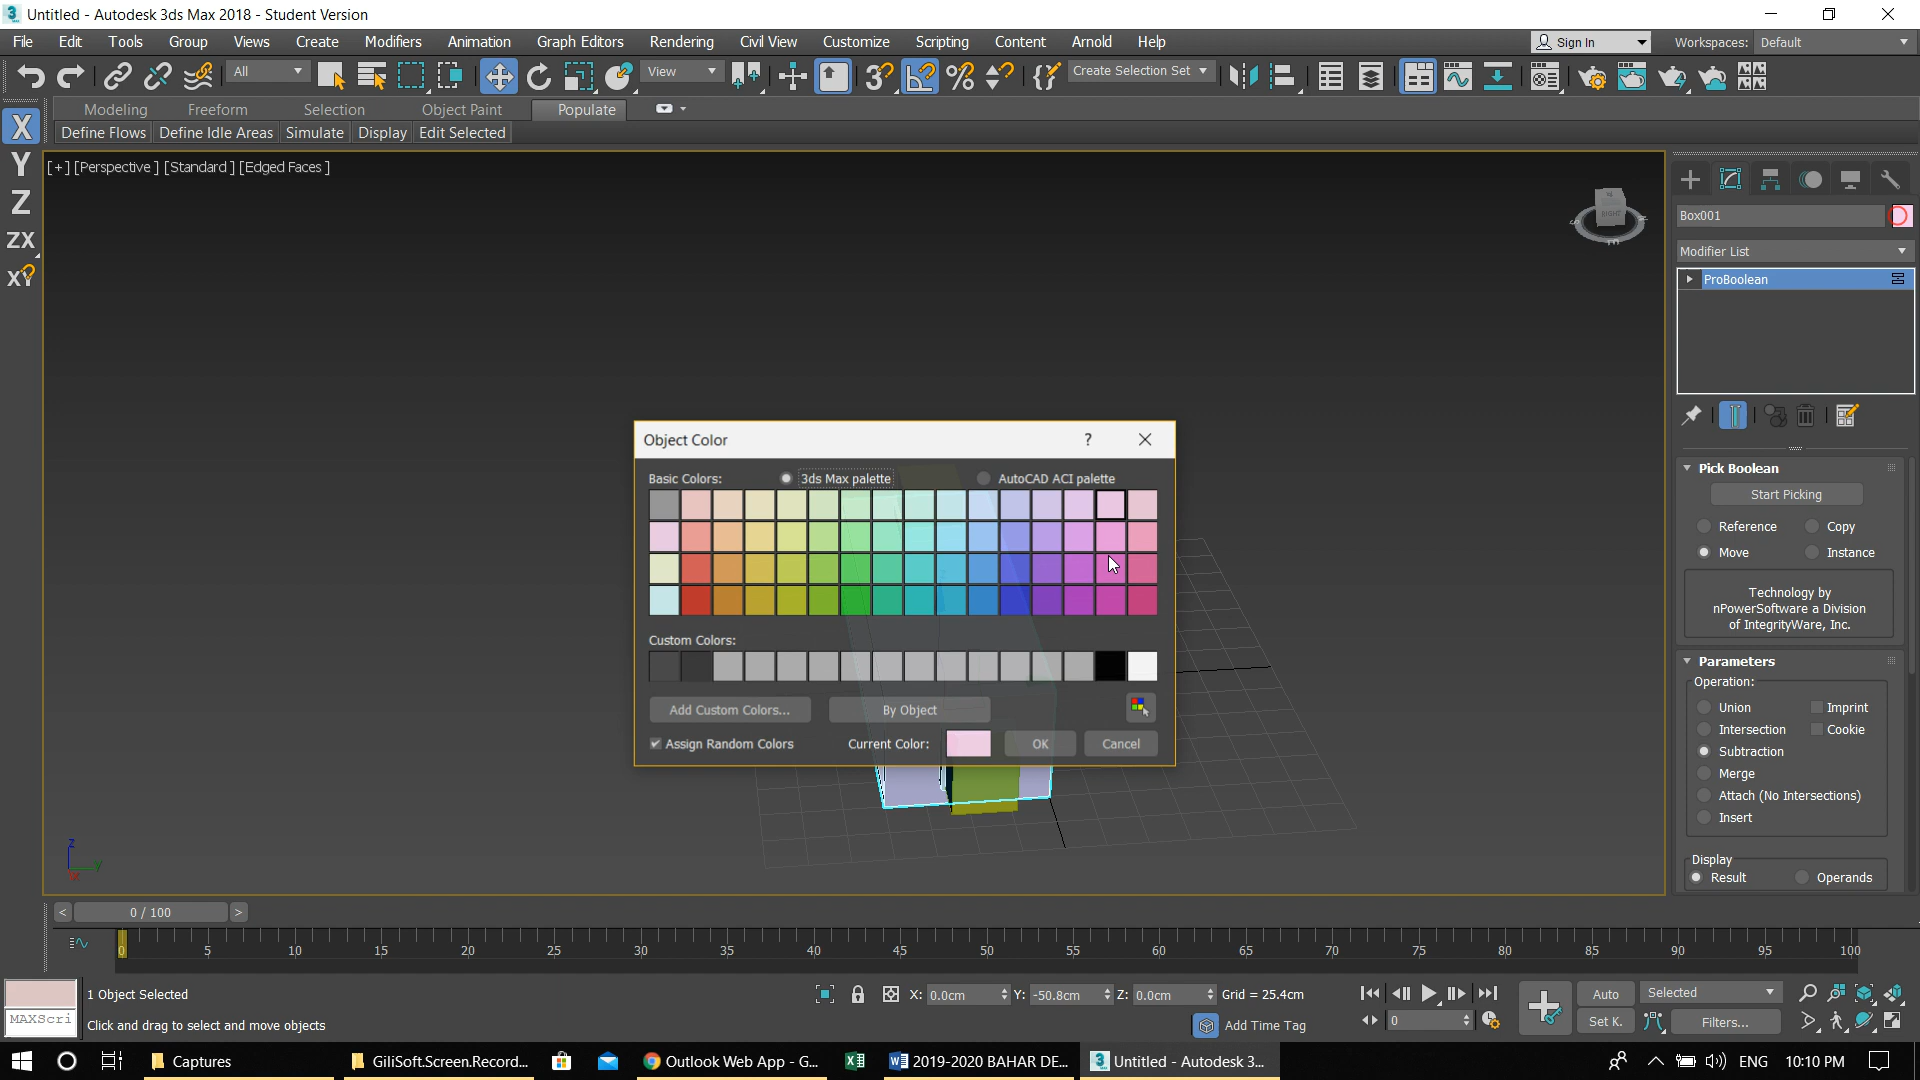 Untitled - Autodesk 3ds Max 2018 - Student Version
File Edit Tools Group Views Create Modifiers Animation Graph Editors Rendering Civil View Customize Scripting Content Arnold Help Sign In Workspaces: Default
All View Create Selection Set
Modeling Freeform Selection Object Paint Populate
Define Flows Define Idle Areas Simulate Display Edit Selected
X
Y
Z
ZX
XY
[+] [Perspective ] [Standard ] [Edged Faces ]
RIGHT
Box001
Modifier List
ProBoolean
Object Color ?
Basic Colors: 3ds Max palette AutoCAD ACI palette
Custom Colors:
Add Custom Colors... By Object
Assign Random Colors Current Color: OK Cancel
Pick Boolean
Start Picking
Reference Copy
Move Instance
Technology by
nPowerSoftware a Division
of IntegrityWare, Inc.
Parameters
Operation:
Union Imprint
Intersection Cookie
Subtraction
Merge
Attach (No Intersections)
Insert
Display
Result Operands
z
y
x
< 0 / 100 >
0 5 10 15 20 25 30 35 40 45 50 55 60 65 70 75 80 85 90 95 100
1 Object Selected X: 0.0cm Y: -50.8cm Z: 0.0cm Grid = 25.4cm Auto Selected
MAXScri Click and drag to select and move objects Add Time Tag 0 Set K. Filters...
Captures GiliSoft.Screen.Record... Outlook Web App - G... 2019-2020 BAHAR DE... Untitled - Autodesk 3... ENG 10:10 PM